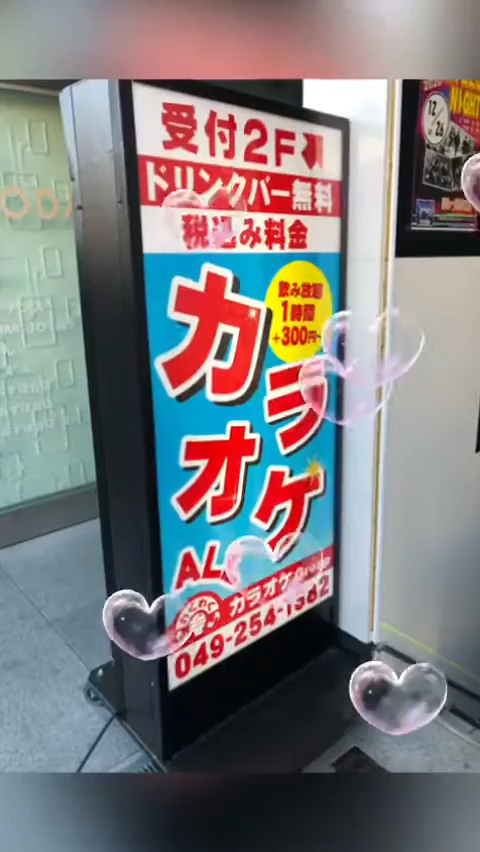 受付2F
ドリンクバー無料
税込み料金
飲み放題
1時間
+300円~
カラ
オケ
カラオケ
049-254-1382
12/26